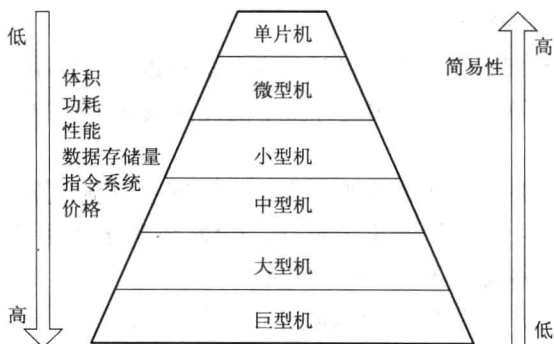 低
体积
功耗
性能
数据存储量
指令系统
价格
高
单片机
微型机
小型机
中型机
大型机
巨型机
高
简易性
低